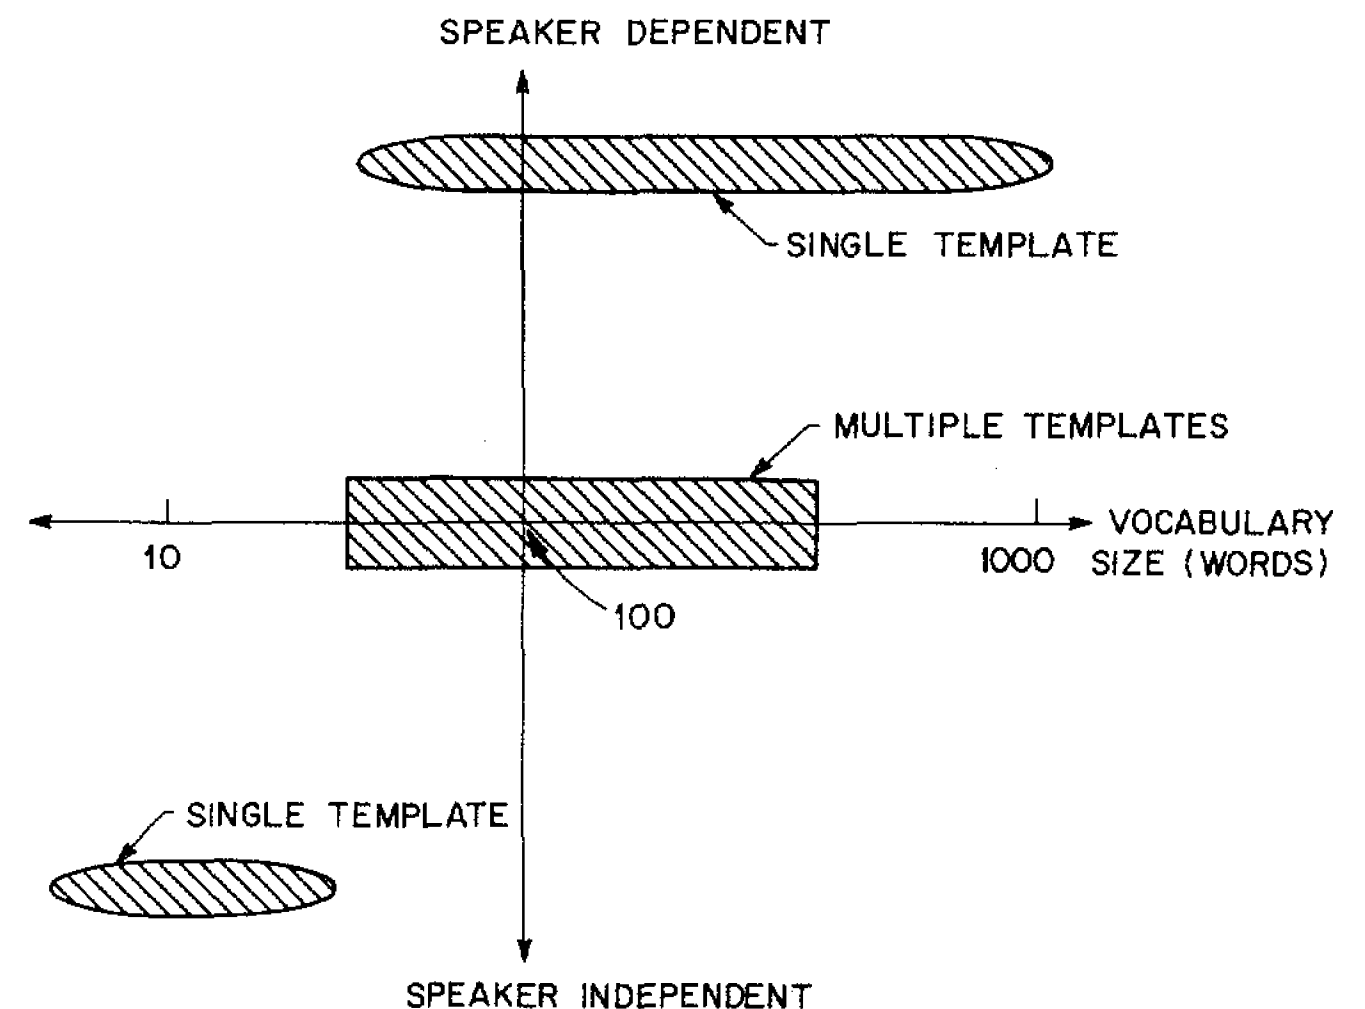 SPEAKER DEPENDENT
SINGLE TEMPLATE
MULTIPLE TEMPLATES
10
1000
VOCABULARY
SIZE (WORDS)
100
SINGLE TEMPLATE
SPEAKER INDEPENDENT